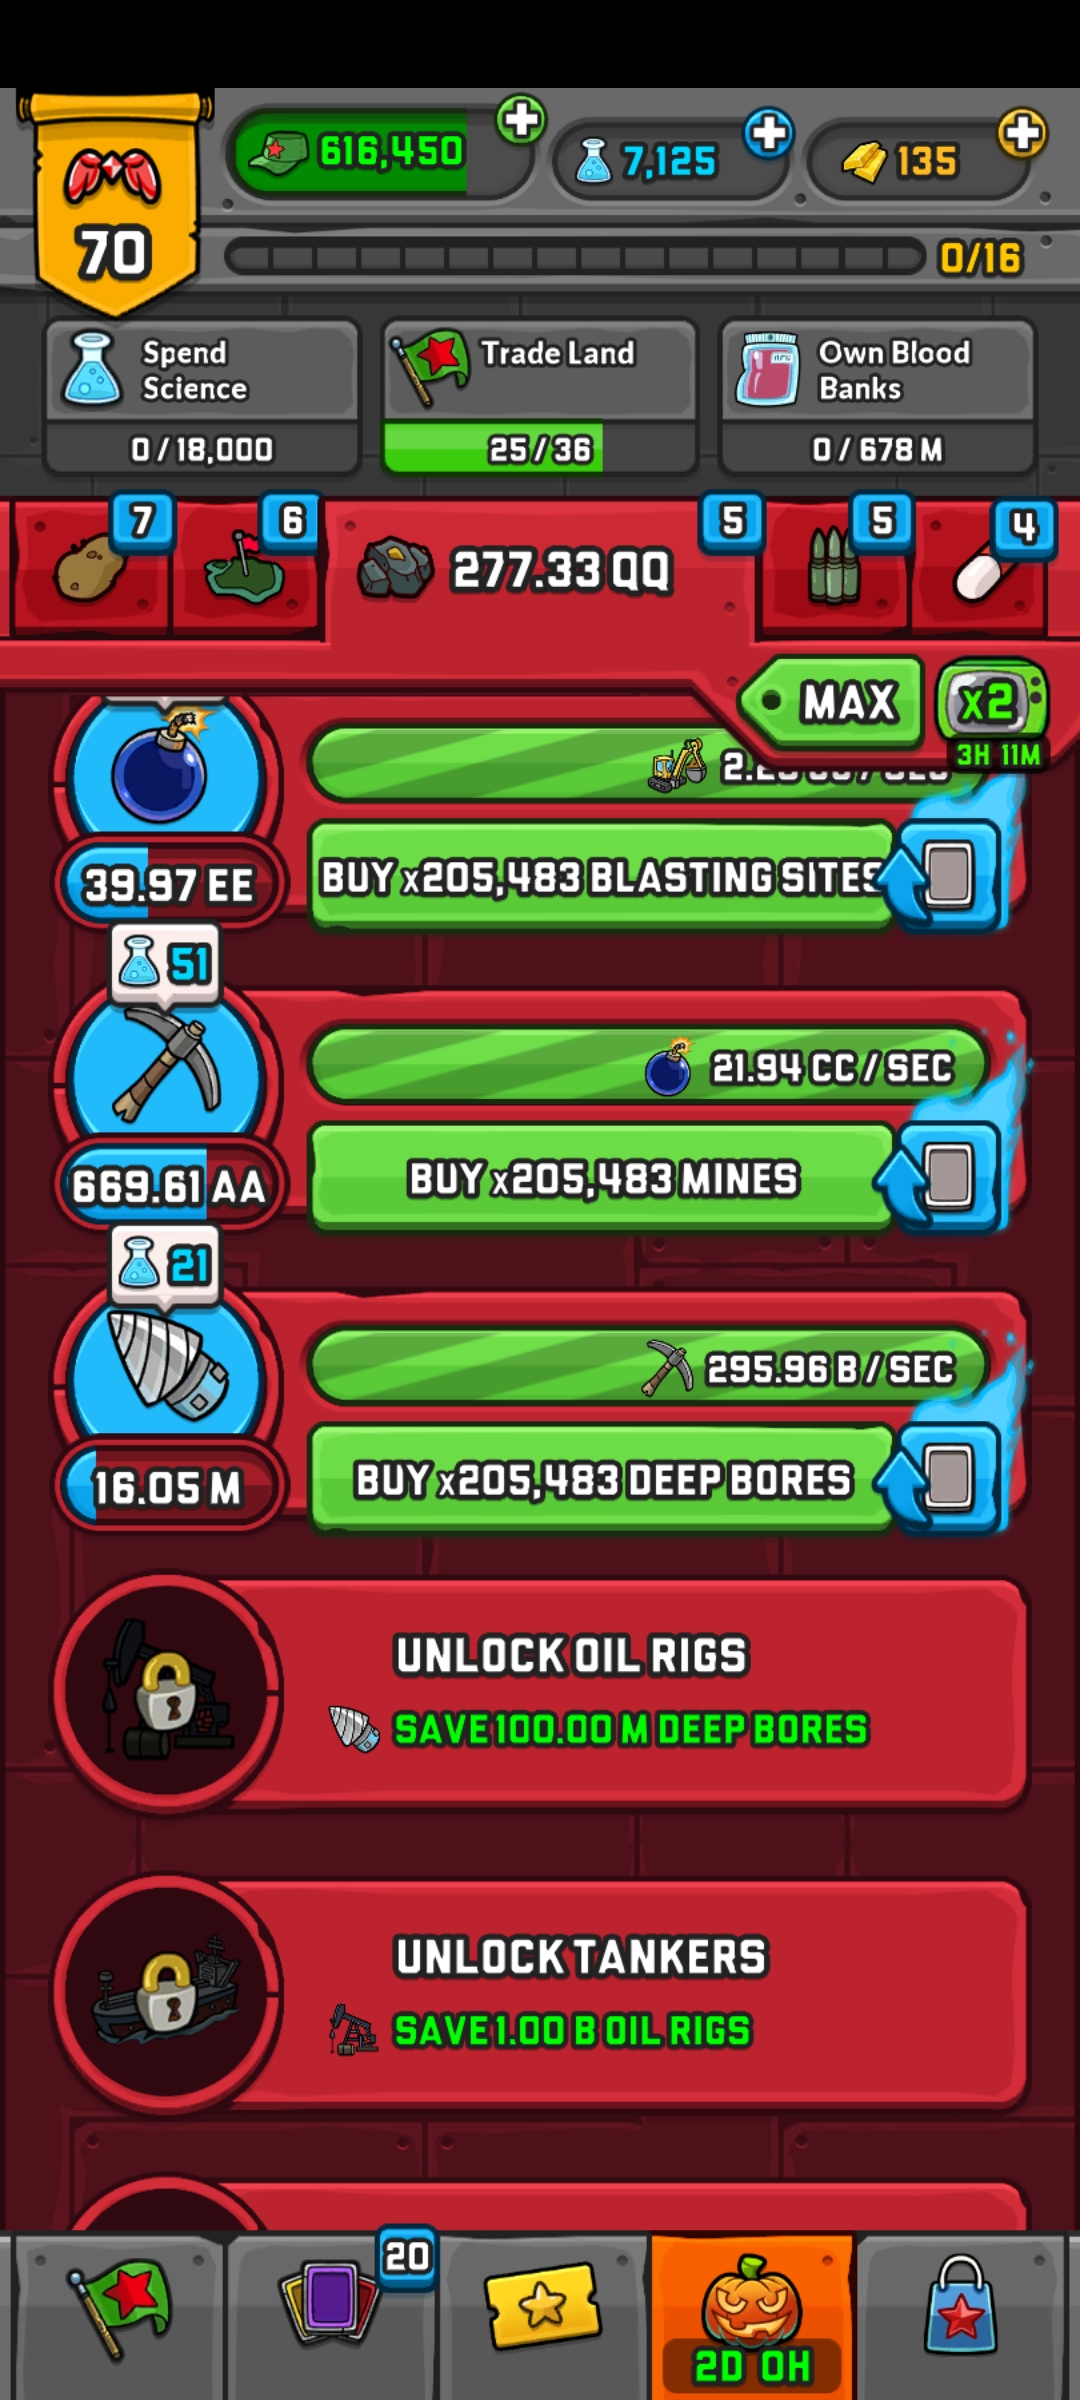 616,450
7,125
135
70
0/16
Spend
Science
0 / 18,000
Trade Land
25 / 36
Own Blood
Banks
0 / 678 M
7
6
277.33 QQ
5
5
4
MAX
x2
3H 11M
39.97 EE
BUY x205,483 BLASTING SITES
51
21.94 CC / SEC
669.61 AA
BUY x205,483 MINES
21
295.96 B / SEC
16.05 M
BUY x205,483 DEEP BORES
UNLOCK OIL RIGS
SAVE 100.00 M DEEP BORES
UNLOCK TANKERS
SAVE 1.00 B OIL RIGS
20
2D 0H